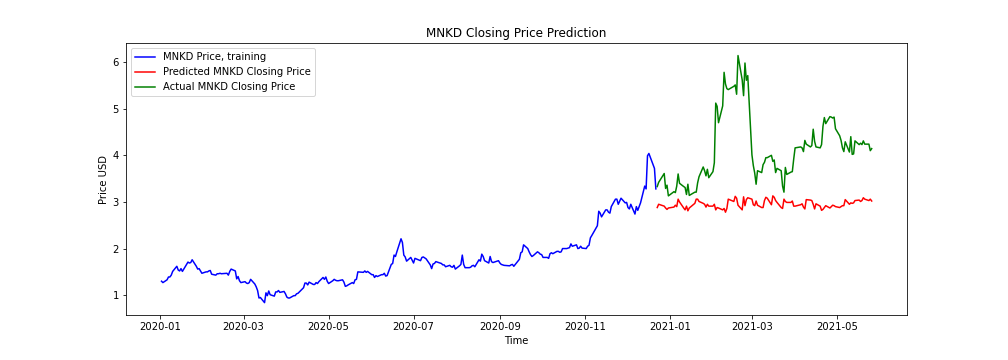 MNKD Closing Price Prediction
MNKD Price, training
Predicted MNKD Closing Price
Actual MNKD Closing Price
6
5
4
3
2
1
Price USD
2020-01 2020-03 2020-05 2020-07 2020-09 2020-11 2021-01 2021-03 2021-05
Time